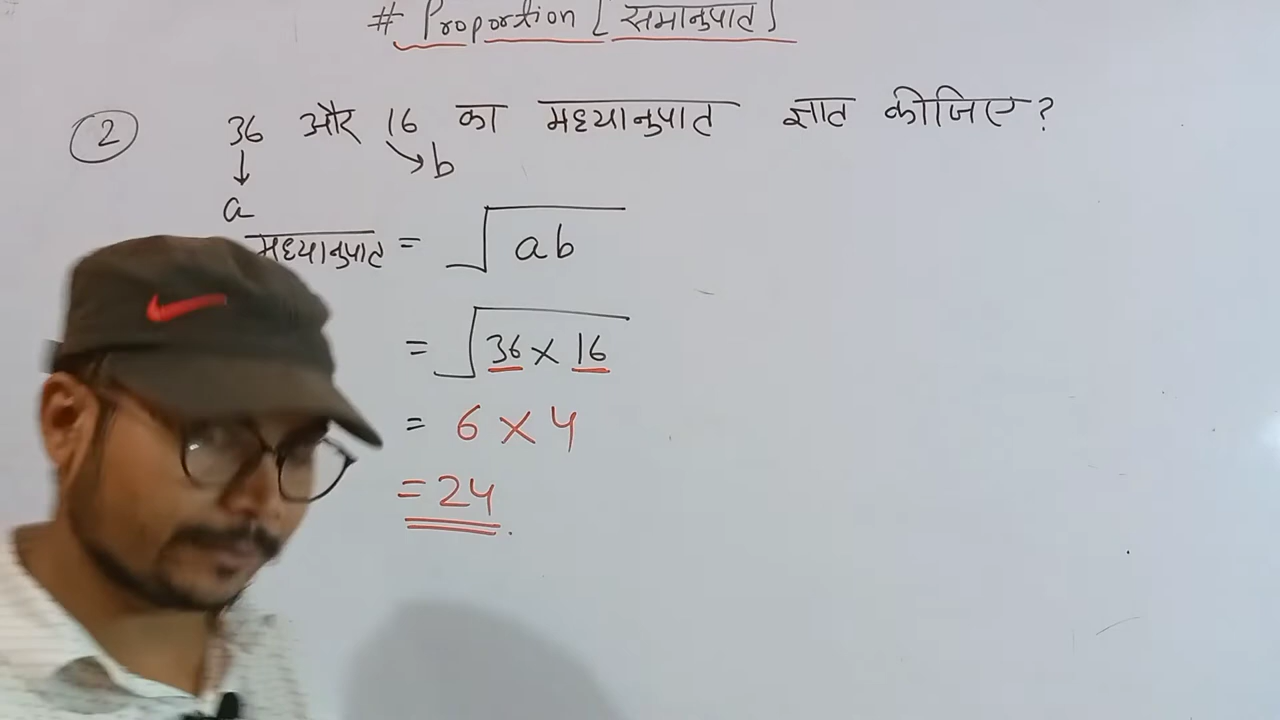 # Proportion [समानुपात]
② 36 और 16 का मध्यानुपात ज्ञात कीजिए?
↓ ↘b
a
मध्यानुपात = √ab
= √36 × 16
= 6 × 4
= 24